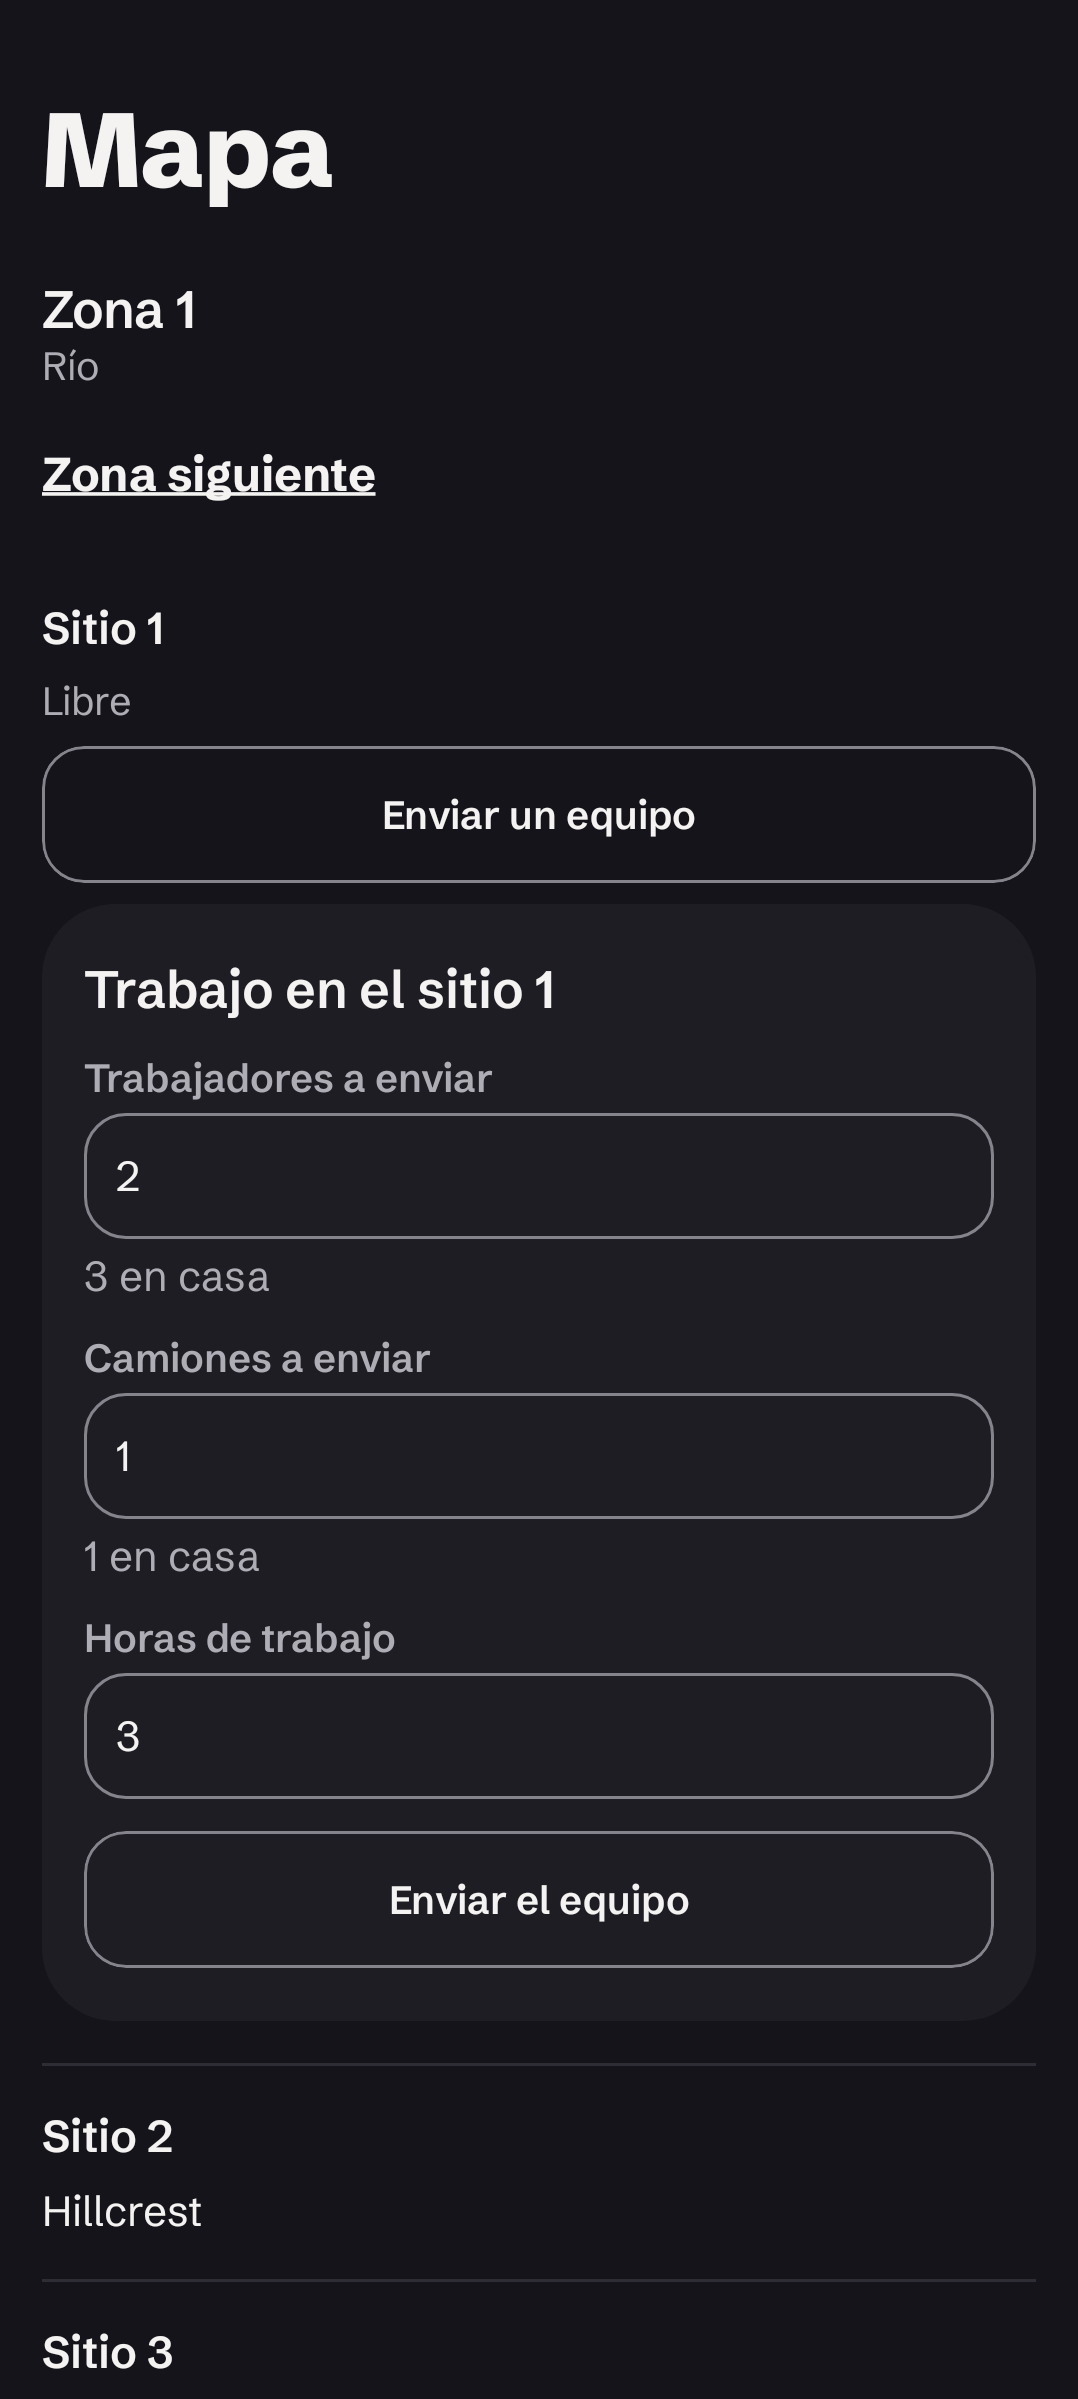 Mapa
Zona 1
Río
Zona siguiente
Sitio 1
Libre
Enviar un equipo
Trabajo en el sitio 1
Trabajadores a enviar
2
3 en casa
Camiones a enviar
1
1 en casa
Horas de trabajo
3
Enviar el equipo
Sitio 2
Hillcrest
Sitio 3